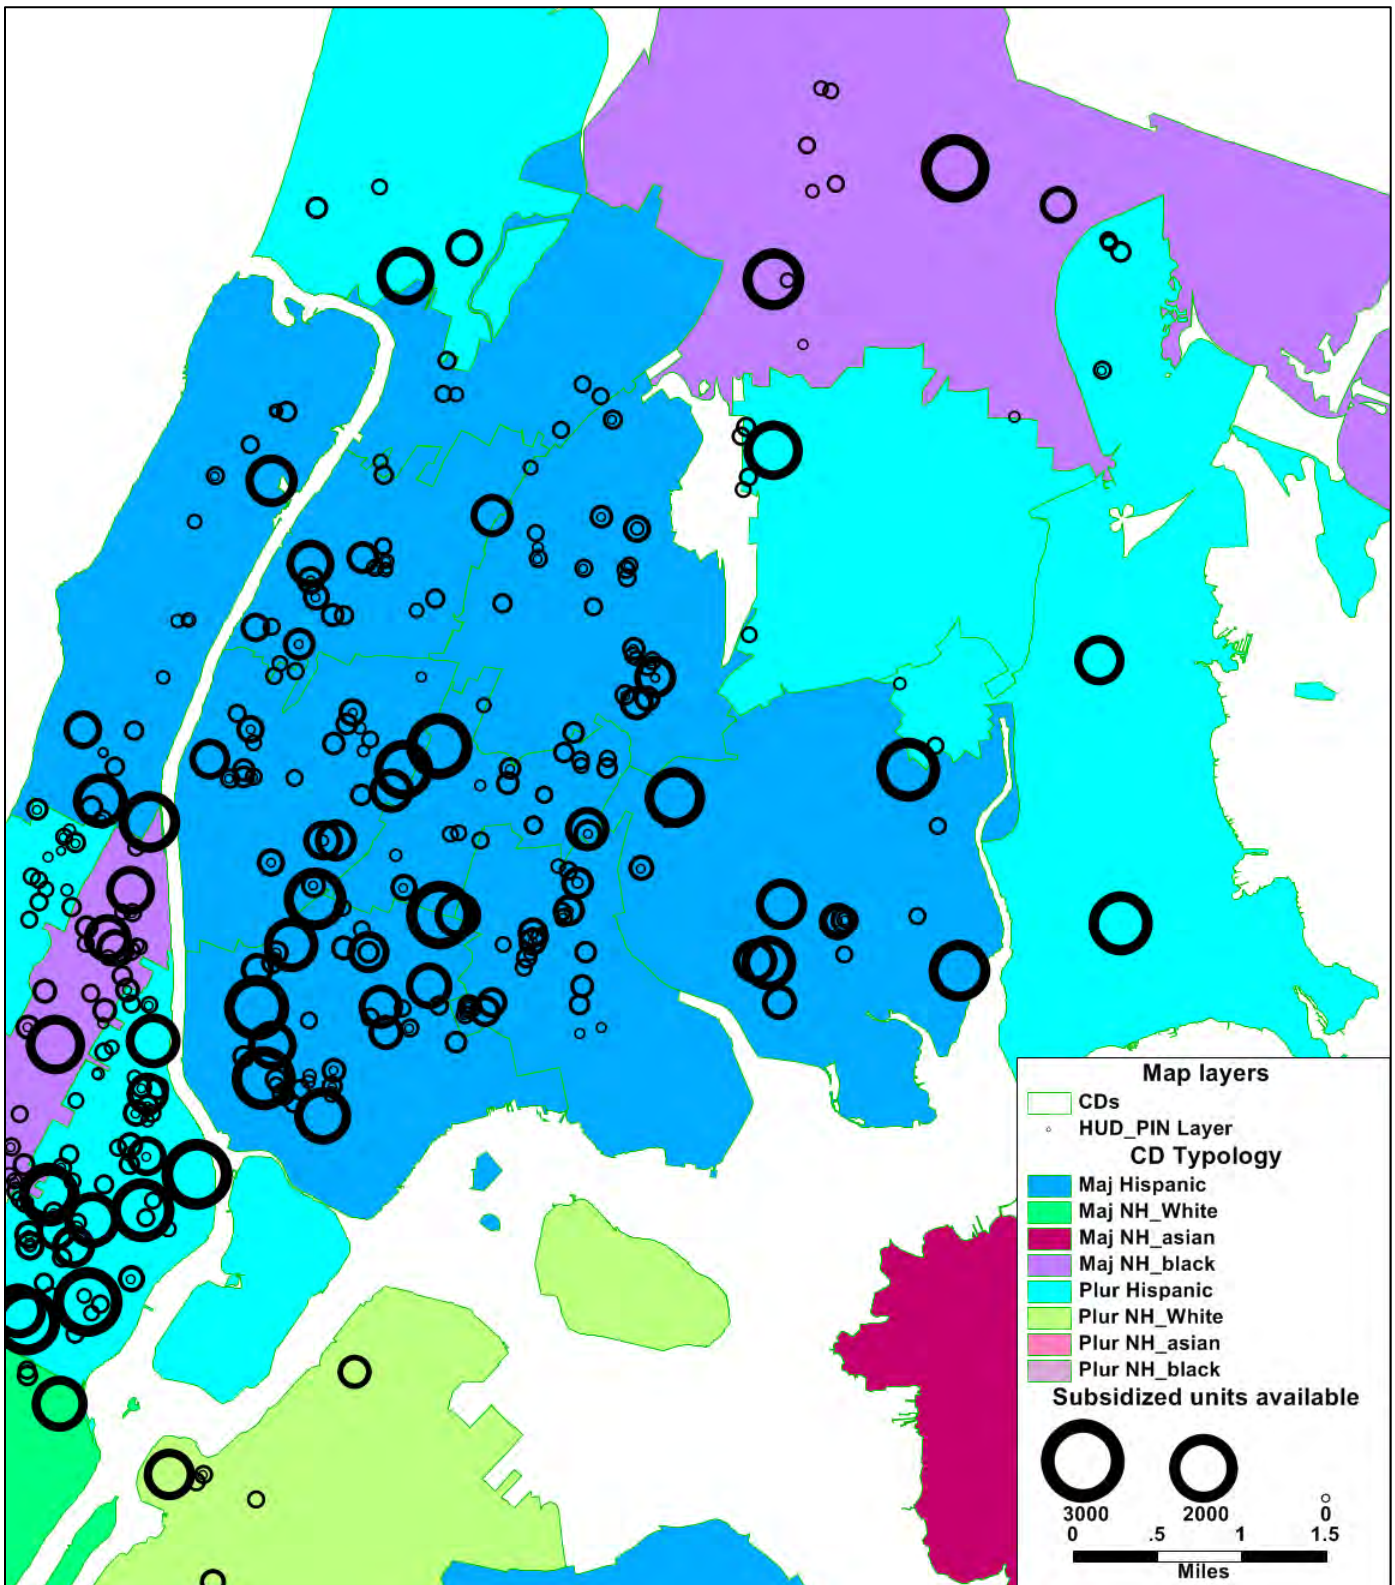 Map layers
CDs
HUD_PIN Layer
CD Typology
Maj Hispanic
Maj NH_White
Maj NH_asian
Maj NH_black
Plur Hispanic
Plur NH_White
Plur NH_asian
Plur NH_black
Subsidized units available
3000 2000 0
0 .5 1 1.5
Miles